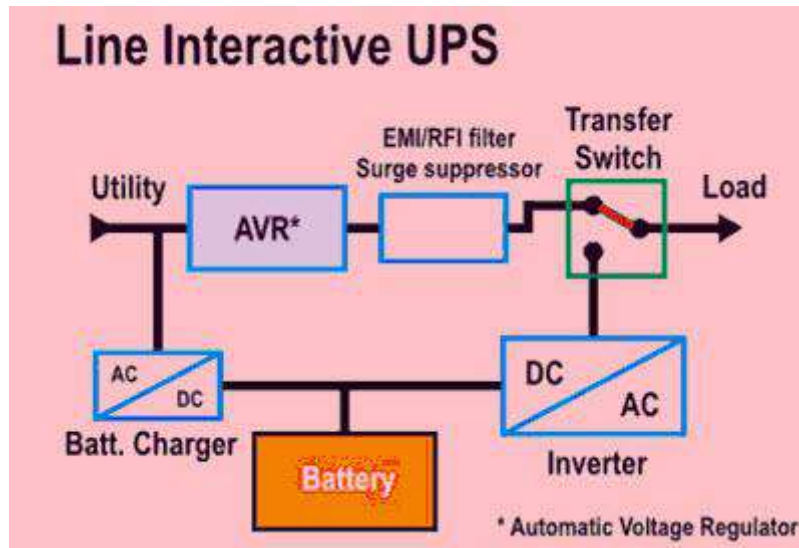 Line Interactive UPS
EMI/RFI filter
Surge suppressor
Transfer
Switch
Utility
Load
AVR*
AC
DC
DC
AC
Batt. Charger
Battery
Inverter
* Automatic Voltage Regulator